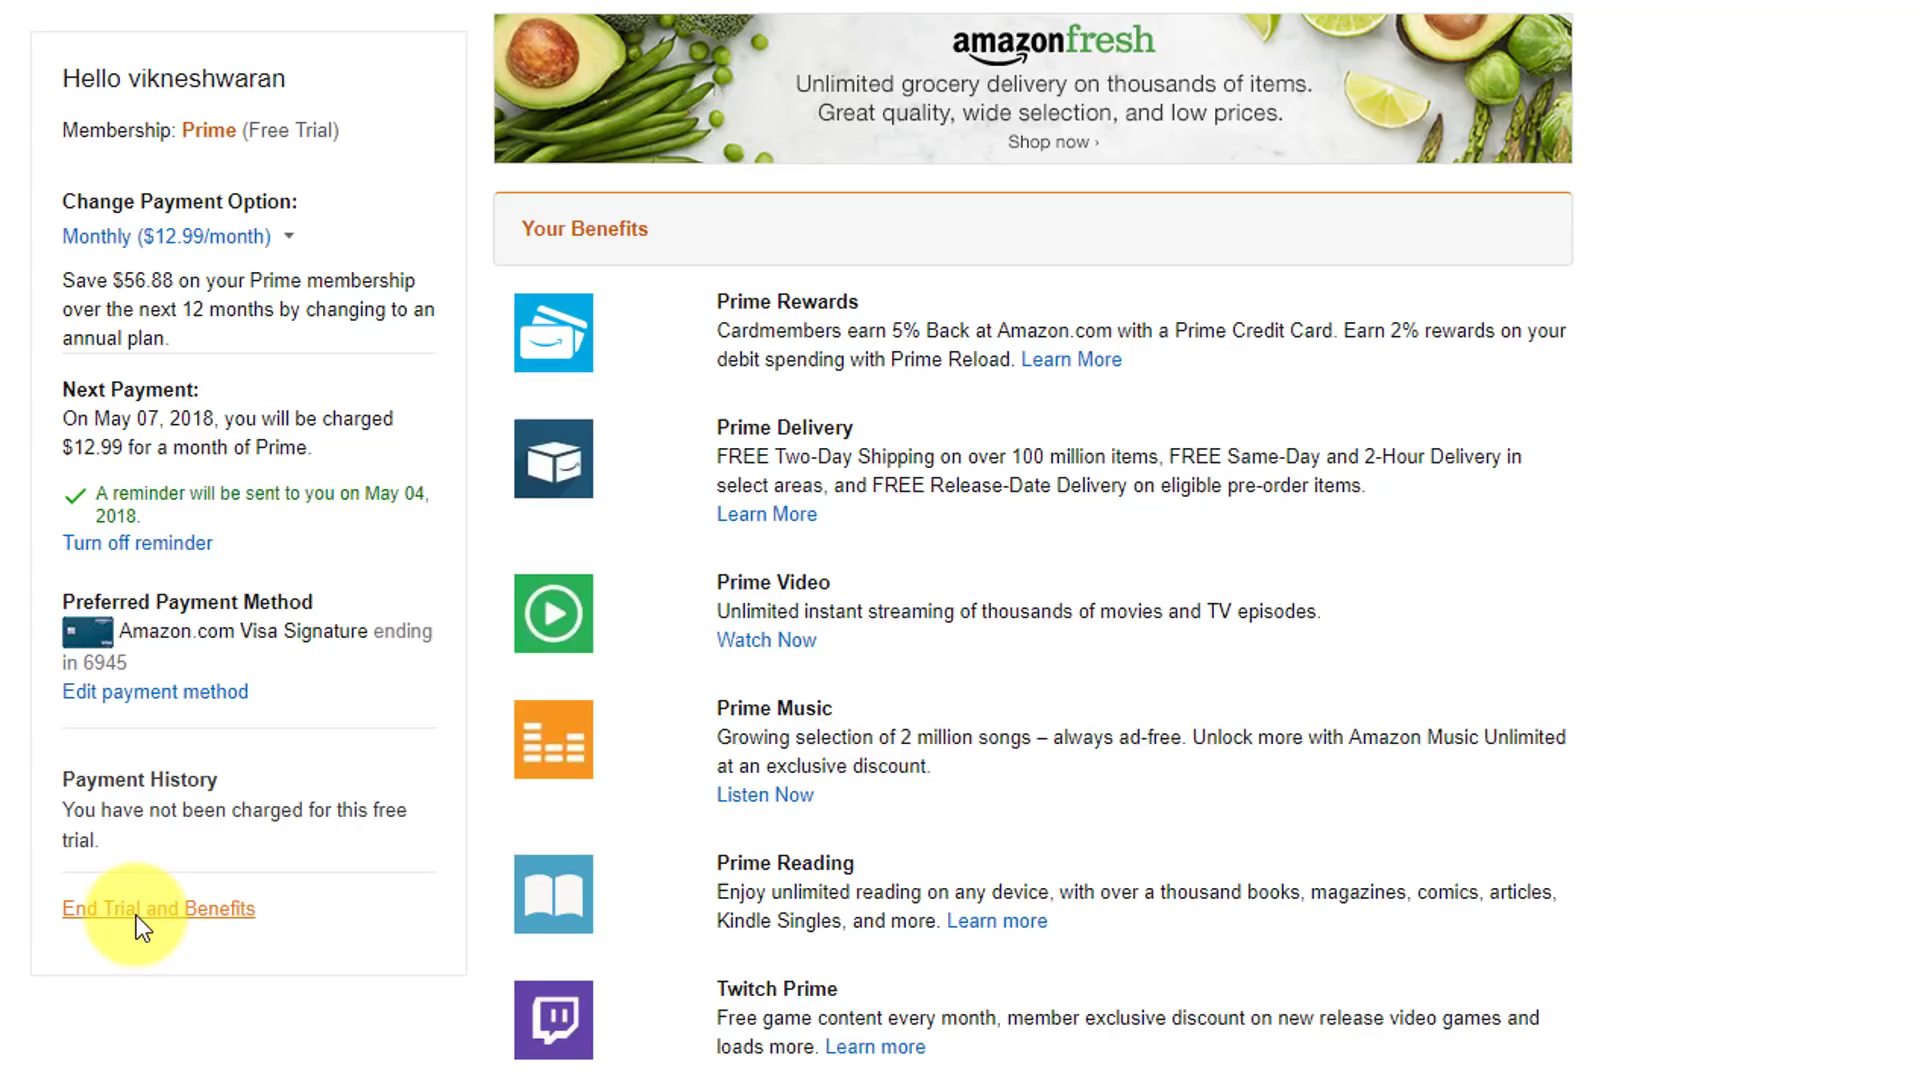 Hello vikneshwaran
Membership: Prime (Free Trial)
Change Payment Option:
Monthly ($12.99/month)
Save $56.88 on your Prime membership
over the next 12 months by changing to an
annual plan.
Next Payment:
On May 07, 2018, you will be charged
$12.99 for a month of Prime.
A reminder will be sent to you on May 04,
2018.
Turn off reminder
Preferred Payment Method
Amazon.com Visa Signature ending
in 6945
Edit payment method
Payment History
You have not been charged for this free
trial.
End Trial and Benefits
amazonfresh
Unlimited grocery delivery on thousands of items.
Great quality, wide selection, and low prices.
Shop now ›
Your Benefits
Prime Rewards
Cardmembers earn 5% Back at Amazon.com with a Prime Credit Card. Earn 2% rewards on your
debit spending with Prime Reload. Learn More
Prime Delivery
FREE Two-Day Shipping on over 100 million items, FREE Same-Day and 2-Hour Delivery in
select areas, and FREE Release-Date Delivery on eligible pre-order items.
Learn More
Prime Video
Unlimited instant streaming of thousands of movies and TV episodes.
Watch Now
Prime Music
Growing selection of 2 million songs – always ad-free. Unlock more with Amazon Music Unlimited
at an exclusive discount.
Listen Now
Prime Reading
Enjoy unlimited reading on any device, with over a thousand books, magazines, comics, articles,
Kindle Singles, and more. Learn more
Twitch Prime
Free game content every month, member exclusive discount on new release video games and
loads more. Learn more